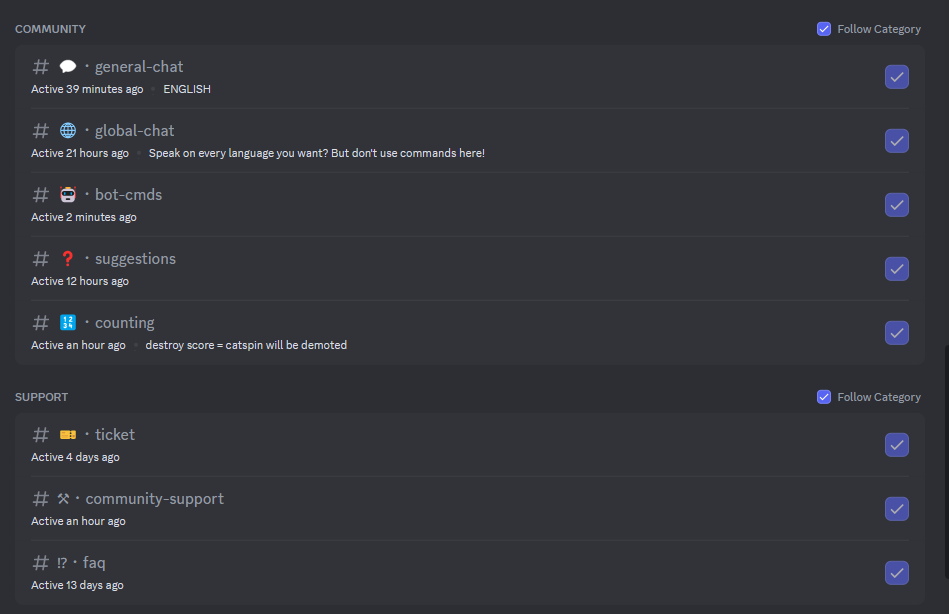 COMMUNITY
Follow Category
# 💬・general-chat
Active 39 minutes ago • ENGLISH
# 🌐・global-chat
Active 21 hours ago • Speak on every language you want? But don't use commands here!
# 🤖・bot-cmds
Active 2 minutes ago
# ❓・suggestions
Active 12 hours ago
# 🔢・counting
Active an hour ago • destroy score = catspin will be demoted
SUPPORT
Follow Category
# 🎫・ticket
Active 4 days ago
# ⚒・community-support
Active an hour ago
# ⁉・faq
Active 13 days ago